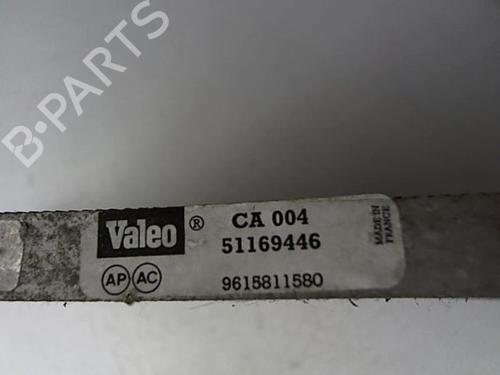 B-PARTS
Valeo ® CA 004
51169446
AP AC 9615811580
MADE IN
FRANCE